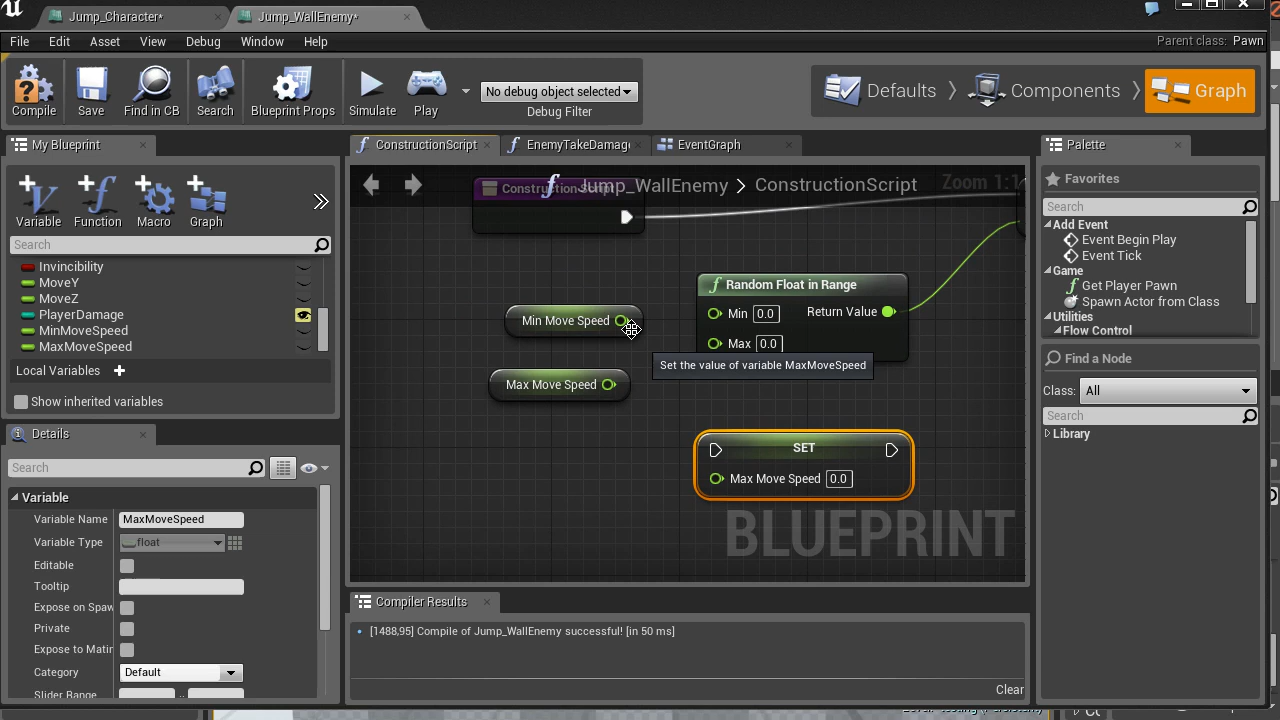 Jump_Character*
Jump_WallEnemy*
File Edit Asset View Debug Window Help
Parent class: Pawn
Compile Save Find in CB Search Blueprint Props Simulate Play
No debug object selected
Debug Filter
Defaults Components Graph
My Blueprint
Variable Function Macro Graph
Search
Invincibility
MoveY
MoveZ
PlayerDamage
MinMoveSpeed
MaxMoveSpeed
Local Variables
Show inherited variables
Details
Search
Variable
Variable Name MaxMoveSpeed
Variable Type float
Editable
Tooltip
Expose on Spaw
Private
Expose to Matir
Category Default
Slider Range
ConstructionScript EnemyTakeDamag EventGraph
Jump_WallEnemy > ConstructionScript
Zoom 1:1
Construction Script
Random Float in Range
Min 0.0 Return Value
Max 0.0
Min Move Speed
Set the value of variable MaxMoveSpeed
Max Move Speed
SET
Max Move Speed 0.0
BLUEPRINT
Compiler Results
[1488,95] Compile of Jump_WallEnemy successful! [in 50 ms]
Clear
Palette
Favorites
Search
Add Event
Event Begin Play
Event Tick
Game
Get Player Pawn
Spawn Actor from Class
Utilities
Flow Control
Find a Node
Class: All
Search
Library